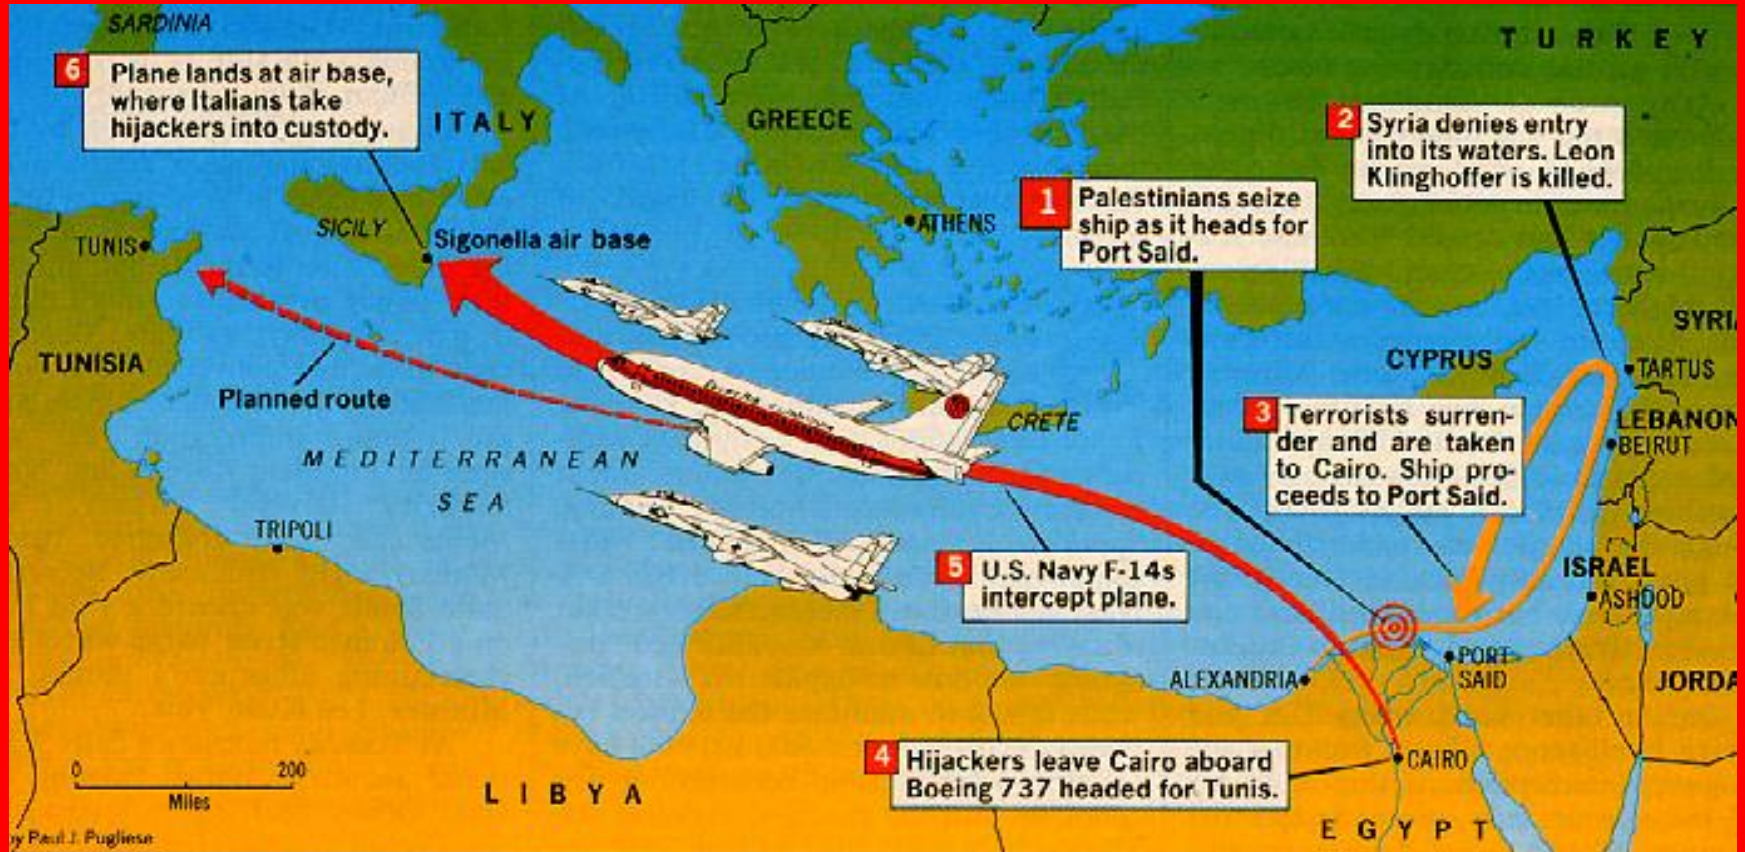 SARDINIA
TURKEY
6
Plane lands at air base,
where Italians take
hijackers into custody.
ITALY
GREECE
2
Syria denies entry
into its waters. Leon
Klinghoffer is killed.
1
Palestinians seize
ship as it heads for
Port Said.
SICILY
ATHENS
TUNIS
Sigonella air base
SYRIA
TUNISIA
CYPRUS
TARTUS
Planned route
CRETE
3
Terrorists surren-
der and are taken
to Cairo. Ship pro-
ceeds to Port Said.
LEBANON
BEIRUT
MEDITERRANEAN
SEA
TRIPOLI
5
U.S. Navy F-14s
intercept plane.
ISRAEL
ASHDOD
PORT
SAID
ALEXANDRIA
JORDA
4
Hijackers leave Cairo aboard
Boeing 737 headed for Tunis.
CAIRO
0 200
Miles
LIBYA
EGYPT
by Paul J. Pugliese